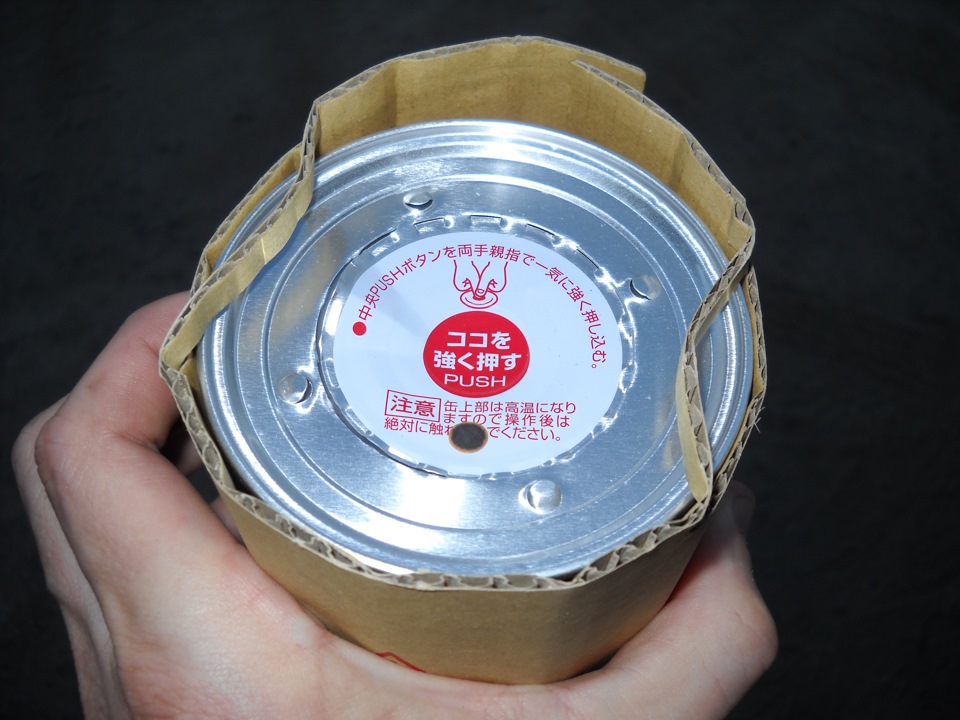 ●中央PUSHボタンを両手親指で一気に強く押し込む。
ココを
強く押す
PUSH
注意 缶上部は高温になり
ますので操作後は
絶対に触 でください。